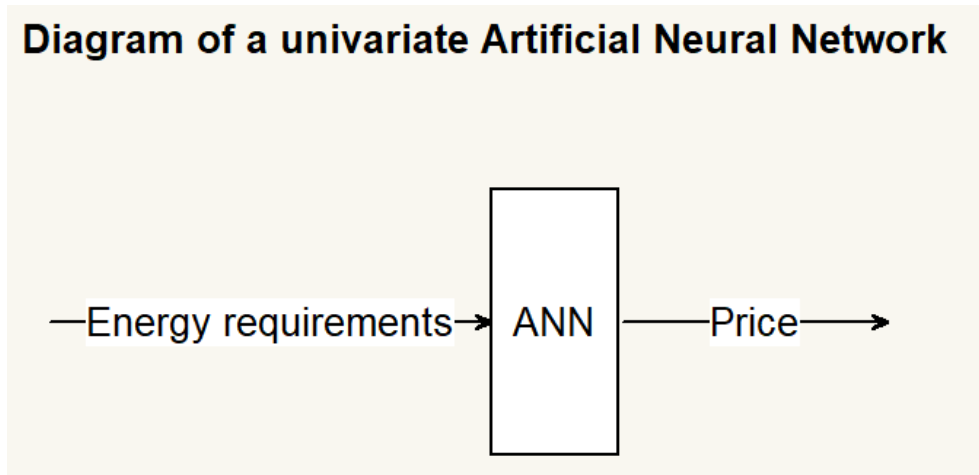 Diagram of a univariate Artificial Neural Network
Energy requirements
ANN
Price